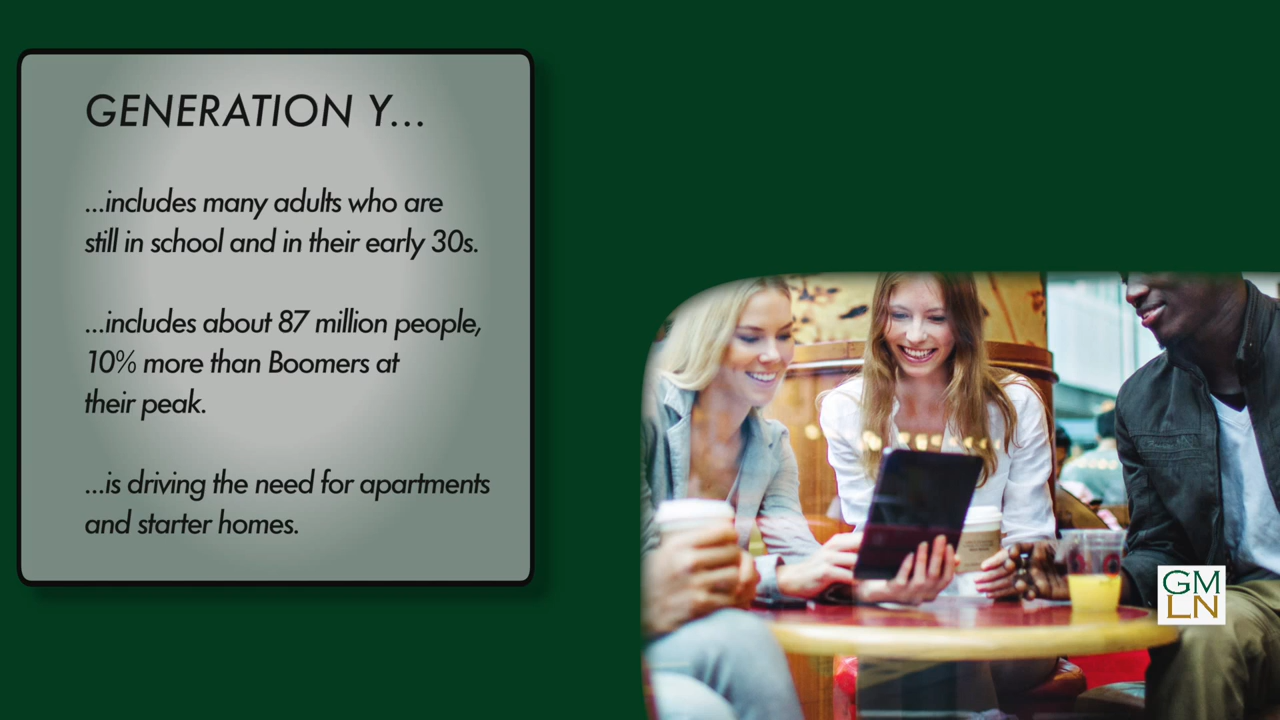 GENERATION Y...
...includes many adults who are
still in school and in their early 30s.
...includes about 87 million people,
10% more than Boomers at
their peak.
...is driving the need for apartments
and starter homes.
GM
LN